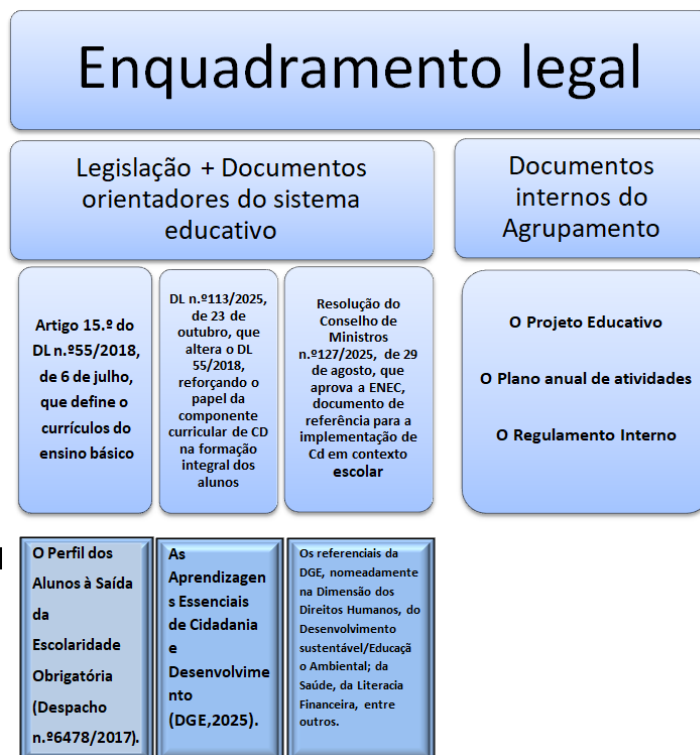 Enquadramento legal
Legislação + Documentos
orientadores do sistema
educativo
Documentos
internos do
Agrupamento
Artigo 15.º do
DL n.º55/2018,
de 6 de julho,
que define o
currículos do
ensino básico
DL n.º113/2025,
de 23 de
outubro, que
altera o DL
55/2018,
reforçando o
papel da
componente
curricular de CD
na formação
integral dos
alunos
Resolução do
Conselho de
Ministros
n.º127/2025, de 29
de agosto, que
aprova a ENEC,
documento de
referência para a
implementação de
Cd em contexto
escolar
O Projeto Educativo
O Plano anual de atividades
O Regulamento Interno
O Perfil dos
Alunos à Saída
da
Escolaridade
Obrigatória
(Despacho
n.º6478/2017).
As
Aprendizagen
s Essenciais
de Cidadania
e
Desenvolvime
nto
(DGE,2025).
Os referenciais da
DGE, nomeadamente
na Dimensão dos
Direitos Humanos, do
Desenvolvimento
sustentável/Educaçã
o Ambiental; da
Saúde, da Literacia
Financeira, entre
outros.